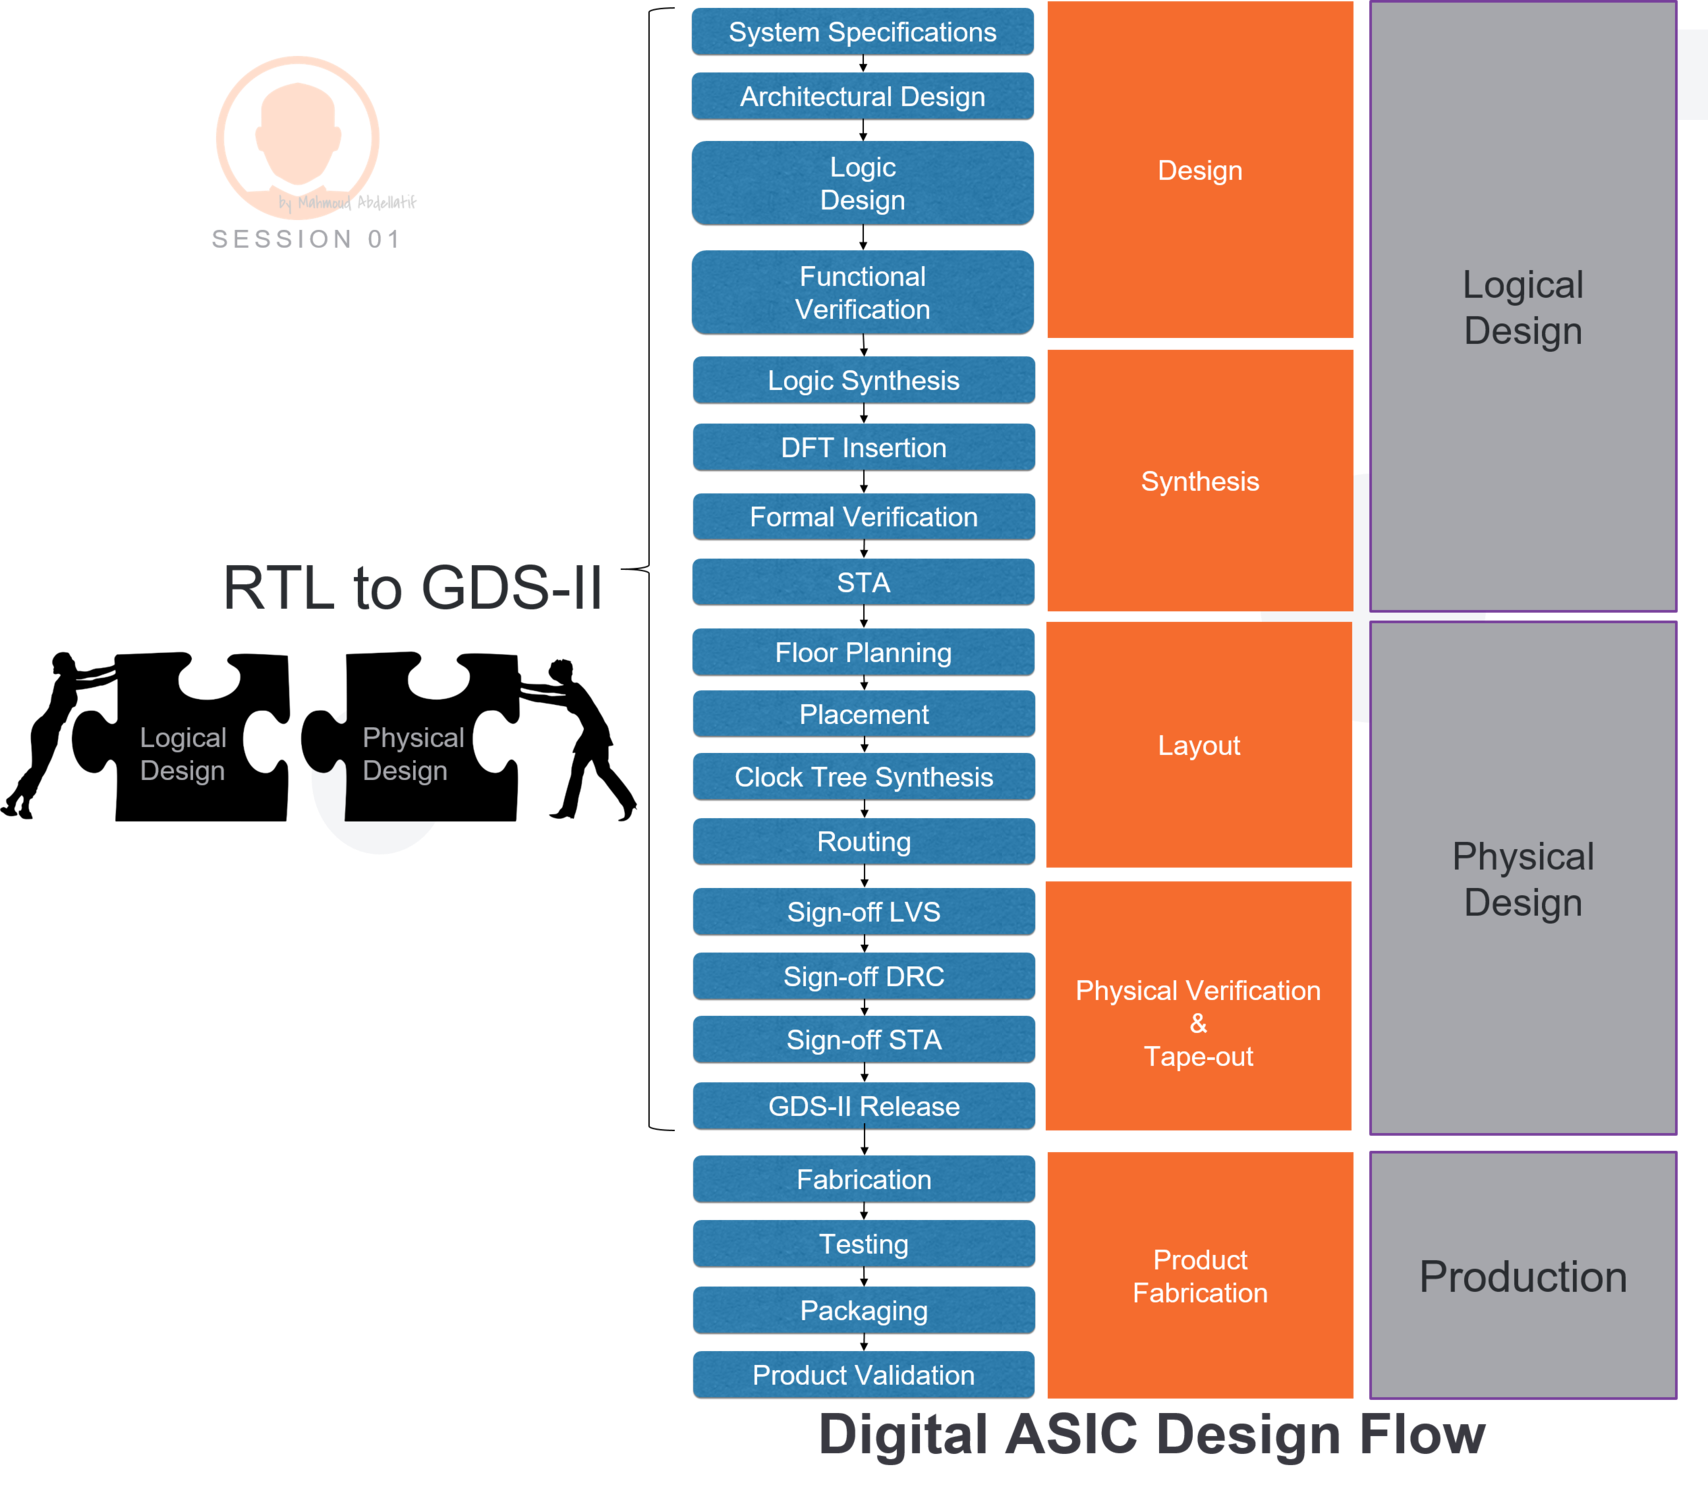 by Mahmoud Abdellatif
SESSION 01
RTL to GDS-II
Logical
Design
Physical
Design
System Specifications
Architectural Design
Logic
Design
Functional
Verification
Logic Synthesis
DFT Insertion
Formal Verification
STA
Floor Planning
Placement
Clock Tree Synthesis
Routing
Sign-off LVS
Sign-off DRC
Sign-off STA
GDS-II Release
Fabrication
Testing
Packaging
Product Validation
Design
Synthesis
Layout
Physical Verification
&
Tape-out
Product
Fabrication
Logical
Design
Physical
Design
Production
Digital ASIC Design Flow